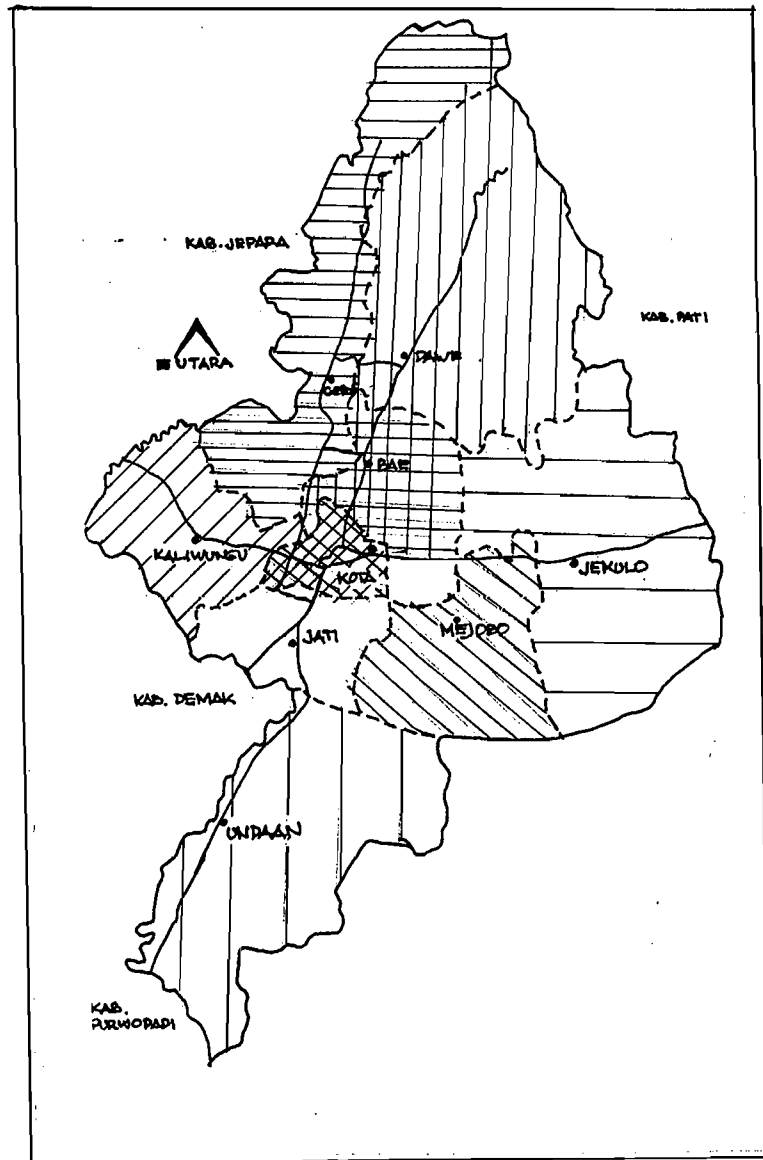 KAB. JEPARA
KAB. PATI
UTARA
DAWE
GEBOG
BAE
KALIWUNGU
KOTA
JEKULO
MEJOBO
JATI
KAB. DEMAK
UNDAAN
KAB.
PURWODADI